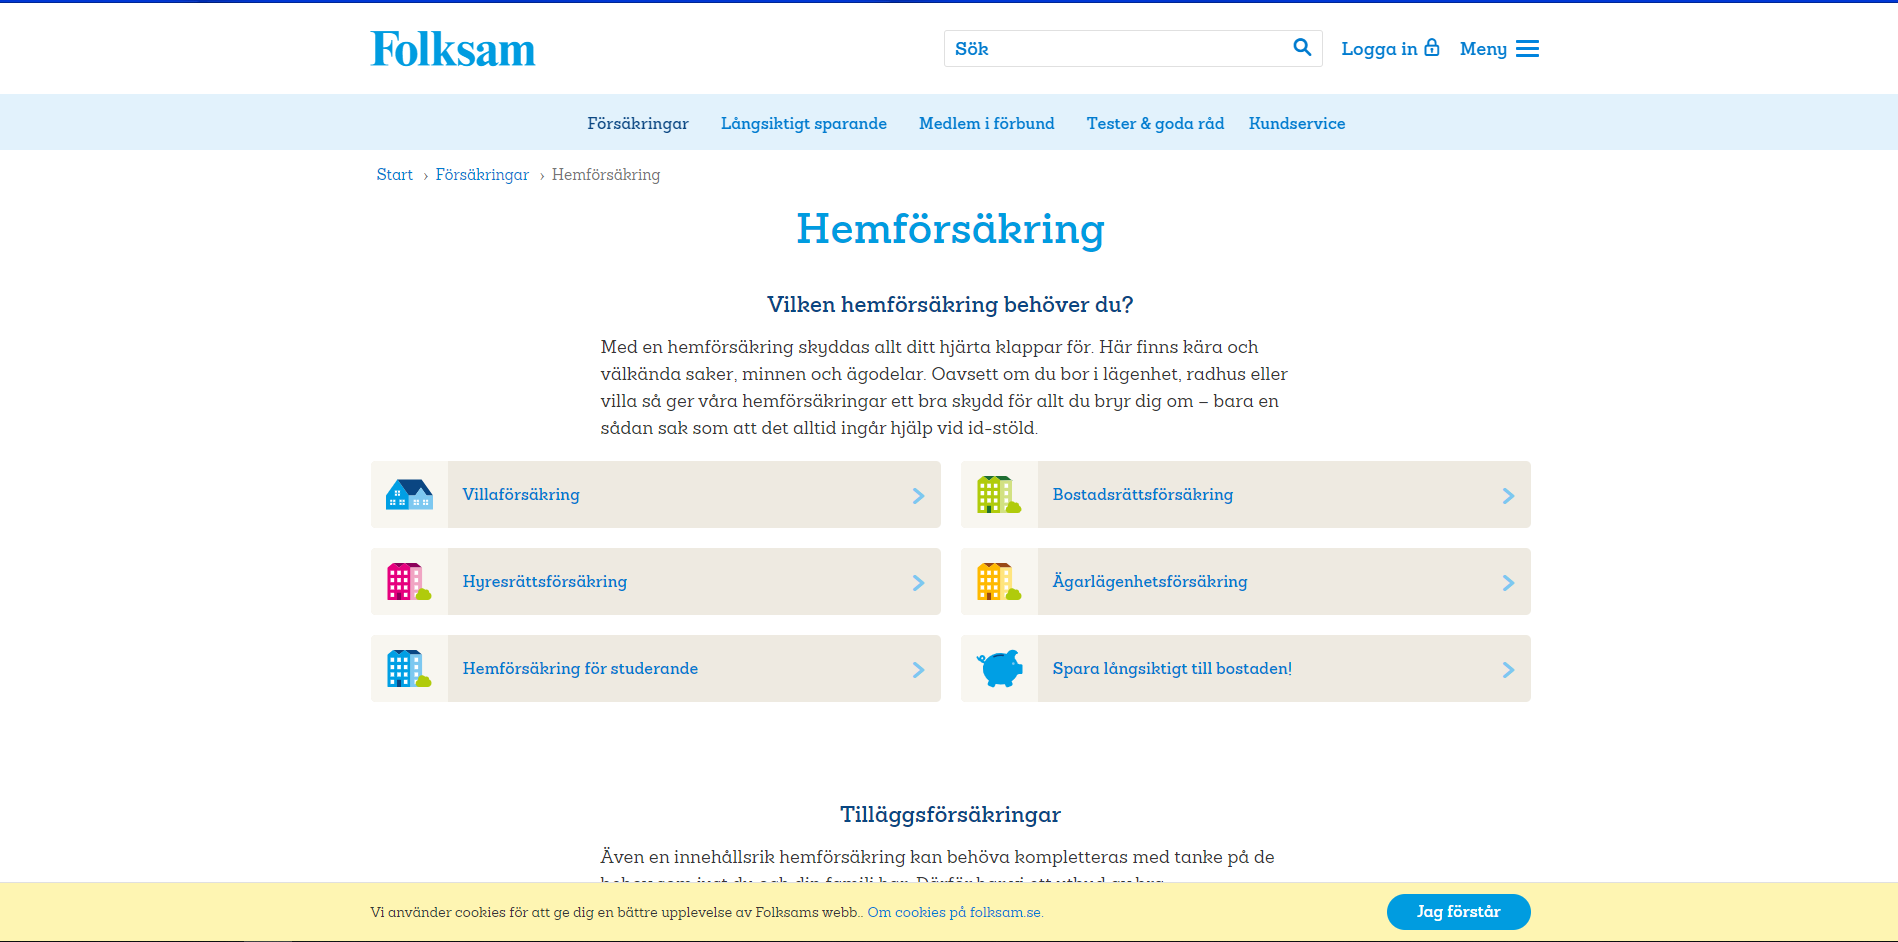 Folksam
Sök
Logga in
Meny
Försäkringar
Långsiktigt sparande
Medlem i förbund
Tester & goda råd
Kundservice
Start › Försäkringar › Hemförsäkring
Hemförsäkring
Vilken hemförsäkring behöver du?
Med en hemförsäkring skyddas allt ditt hjärta klappar för. Här finns kära och
välkända saker, minnen och ägodelar. Oavsett om du bor i lägenhet, radhus eller
villa så ger våra hemförsäkringar ett bra skydd för allt du bryr dig om – bara en
sådan sak som att det alltid ingår hjälp vid id-stöld.
Villaförsäkring
Bostadsrättsförsäkring
Hyresrättsförsäkring
Ägarlägenhetsförsäkring
Hemförsäkring för studerande
Spara långsiktigt till bostaden!
Tilläggsförsäkringar
Även en innehållsrik hemförsäkring kan behöva kompletteras med tanke på de
Vi använder cookies för att ge dig en bättre upplevelse av Folksams webb.. Om cookies på folksam.se.
Jag förstår